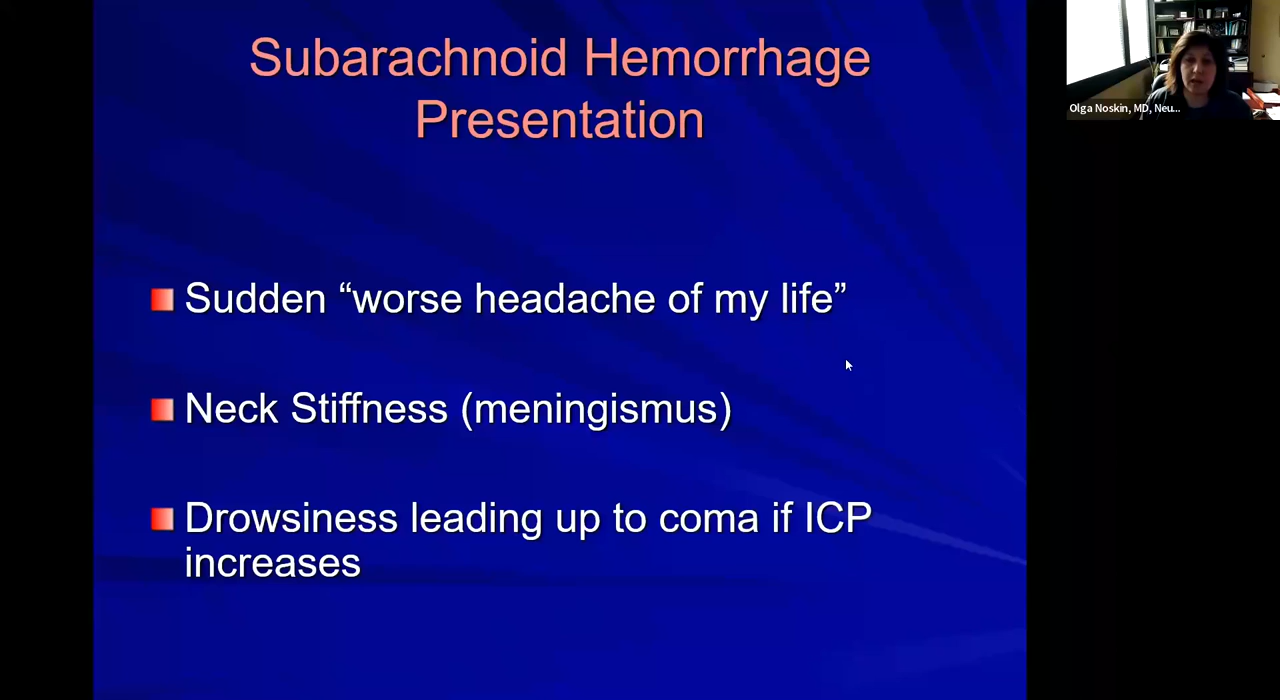 Subarachnoid Hemorrhage
Presentation
Sudden “worse headache of my life”
Neck Stiffness (meningismus)
Drowsiness leading up to coma if ICP
increases
Olga Noskin, MD, Neu...